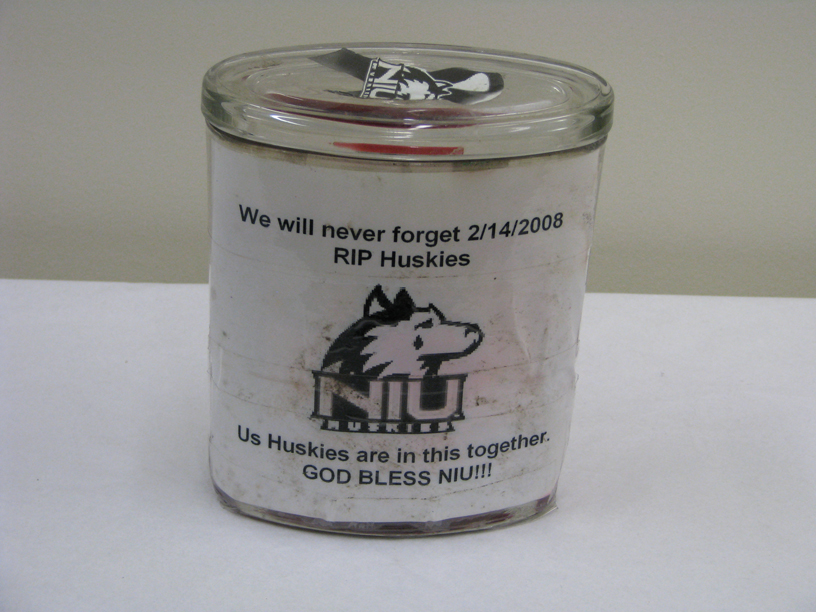 NIU
We will never forget 2/14/2008
RIP Huskies
NIU
HUSKIES
Us Huskies are in this together.
GOD BLESS NIU!!!